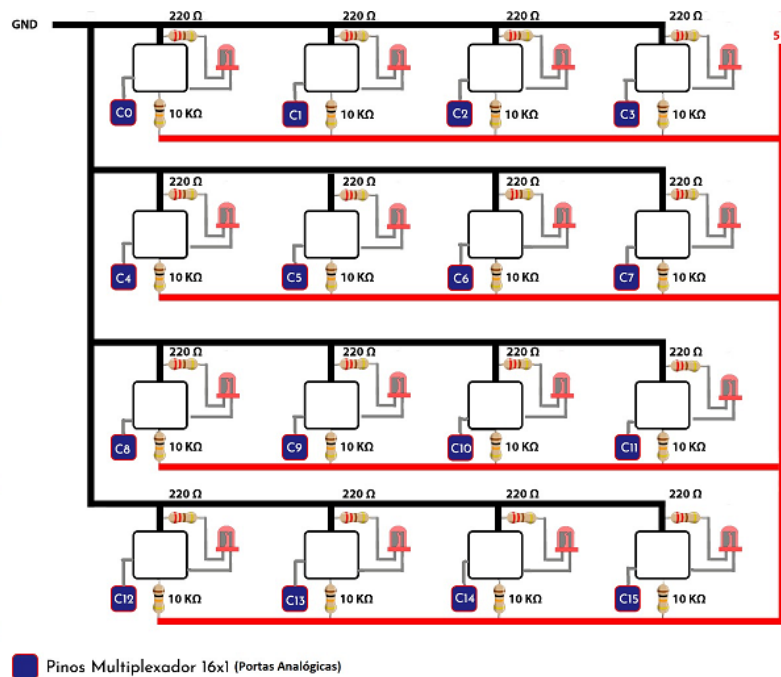 220 Ω 220 Ω 220 Ω 220 Ω
GND
5
C0 10 KΩ C1 10 KΩ C2 10 KΩ C3 10 KΩ
220 Ω 220 Ω 220 Ω 220 Ω
C4 10 KΩ C5 10 KΩ C6 10 KΩ C7 10 KΩ
220 Ω 220 Ω 220 Ω 220 Ω
C8 10 KΩ C9 10 KΩ C10 10 KΩ C11 10 KΩ
220 Ω 220 Ω 220 Ω 220 Ω
C12 10 KΩ C13 10 KΩ C14 10 KΩ C15 10 KΩ
Pinos Multiplexador 16x1 (Portas Analógicas)